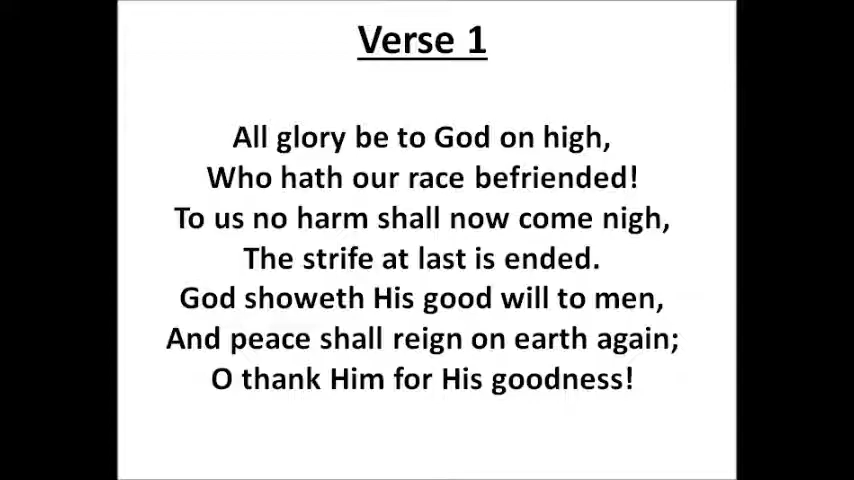 Verse 1
All glory be to God on high,
Who hath our race befriended!
To us no harm shall now come nigh,
The strife at last is ended.
God showeth His good will to men,
And peace shall reign on earth again;
O thank Him for His goodness!